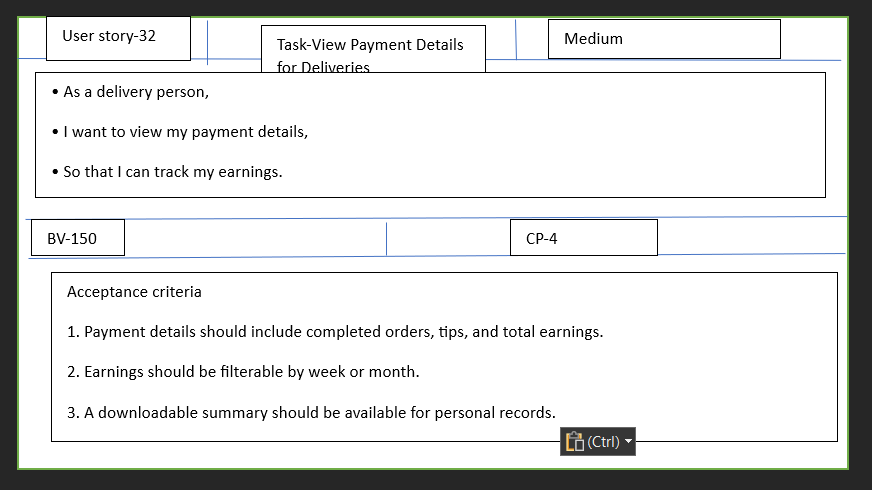 User story-32
Task-View Payment Details
for Deliveries
Medium
• As a delivery person,
• I want to view my payment details,
• So that I can track my earnings.
BV-150
CP-4
Acceptance criteria
1. Payment details should include completed orders, tips, and total earnings.
2. Earnings should be filterable by week or month.
3. A downloadable summary should be available for personal records.
(Ctrl)